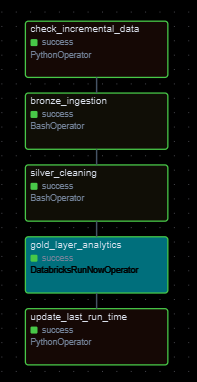 check_incremental_data
success
PythonOperator
bronze_ingestion
success
BashOperator
silver_cleaning
success
BashOperator
gold_layer_analytics
success
DatabricksRunNowOperator
update_last_run_time
success
PythonOperator